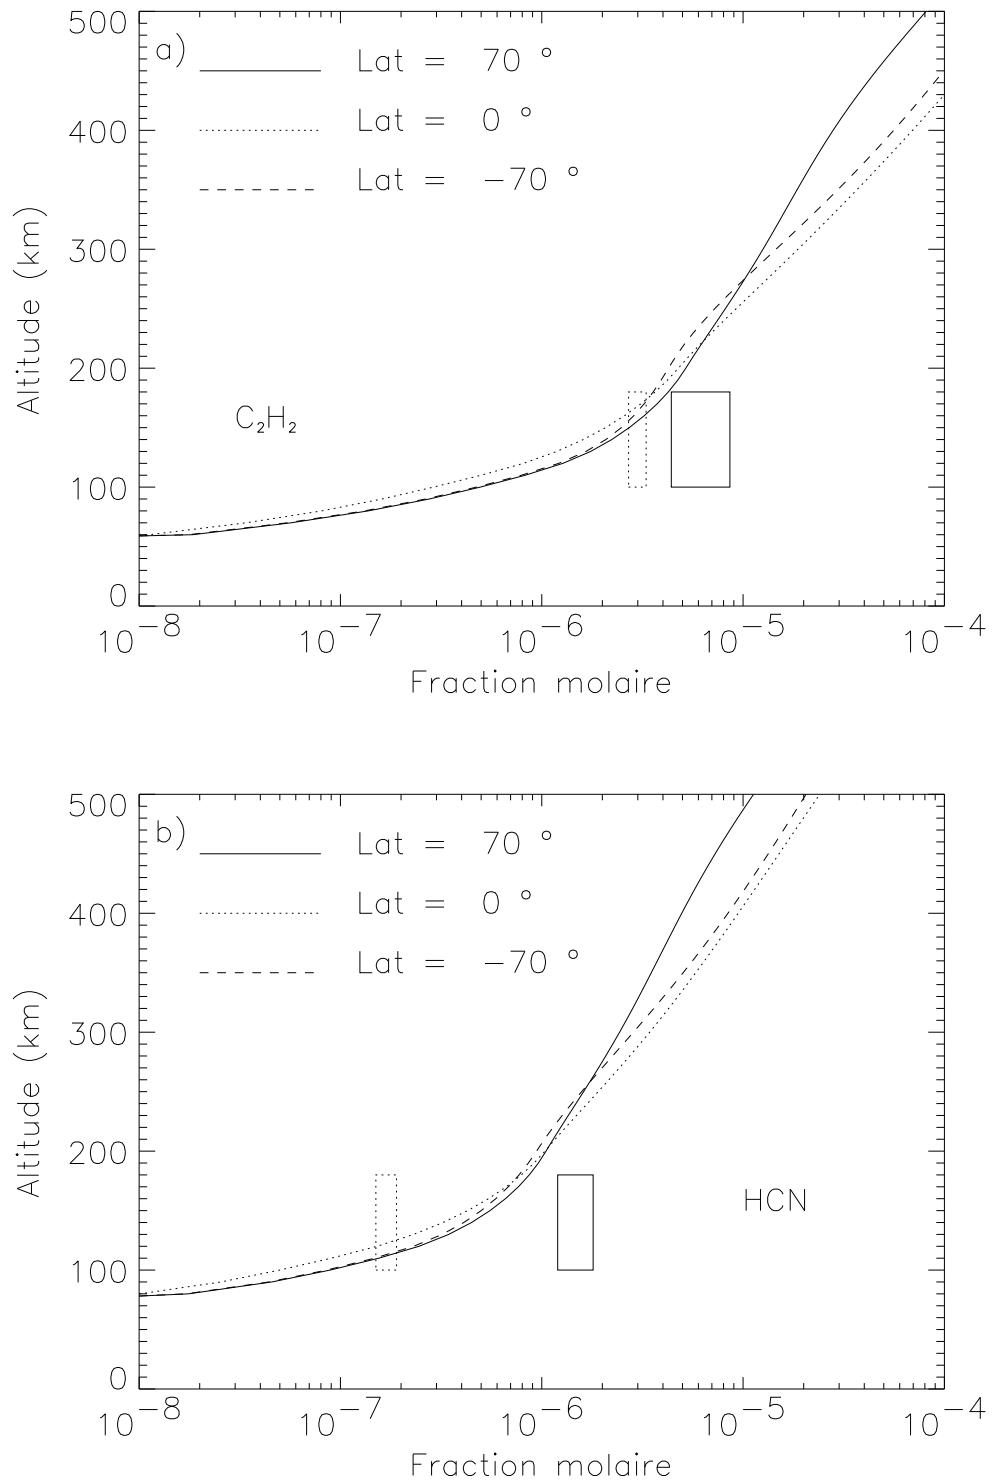 500
a)
Lat = 70 °
Lat = 0 °
Lat = -70 °
400
300
200
100
0
Altitude (km)
C₂H₂
10⁻⁸ 10⁻⁷ 10⁻⁶ 10⁻⁵ 10⁻⁴
Fraction molaire
500
b)
Lat = 70 °
Lat = 0 °
Lat = -70 °
400
300
200
100
0
Altitude (km)
HCN
10⁻⁸ 10⁻⁷ 10⁻⁶ 10⁻⁵ 10⁻⁴
Fraction molaire